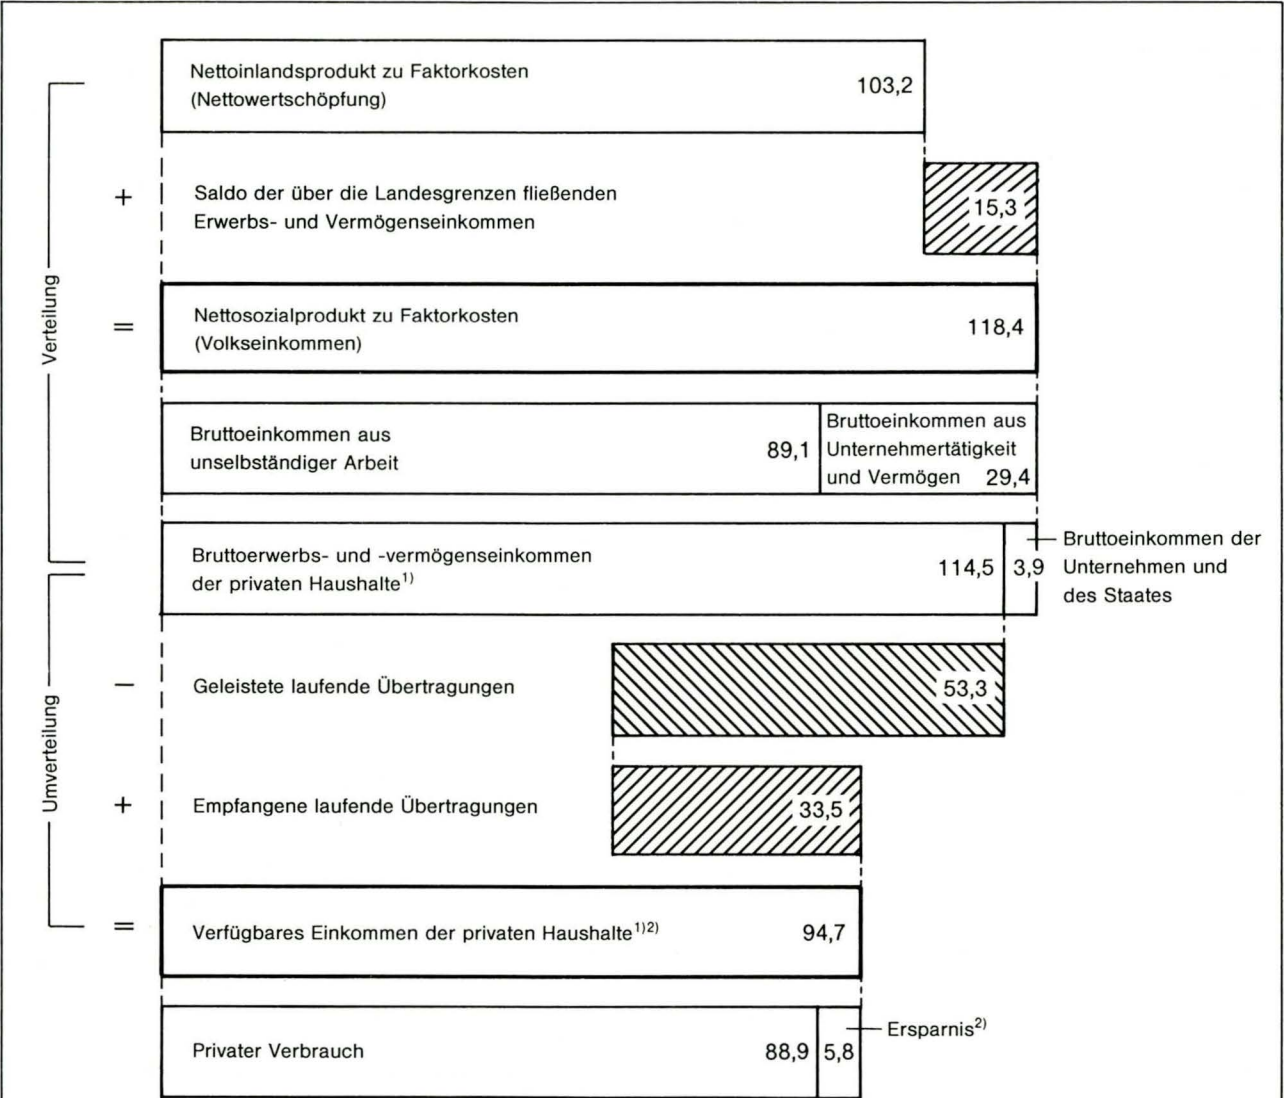 Nettoinlandsprodukt zu Faktorkosten
(Nettowertschöpfung)
103,2
+
Saldo der über die Landesgrenzen fließenden
Erwerbs- und Vermögenseinkommen
15,3
Verteilung
=
Nettosozialprodukt zu Faktorkosten
(Volkseinkommen)
118,4
Bruttoeinkommen aus
unselbständiger Arbeit
89,1
Bruttoeinkommen aus
Unternehmertätigkeit
und Vermögen 29,4
Bruttoerwerbs- und -vermögenseinkommen
der privaten Haushalte1)
114,5
3,9
Bruttoeinkommen der
Unternehmen und
des Staates
Umverteilung
−
Geleistete laufende Übertragungen
53,3
+
Empfangene laufende Übertragungen
33,5
=
Verfügbares Einkommen der privaten Haushalte1)2)
94,7
Privater Verbrauch
88,9
5,8
Ersparnis2)